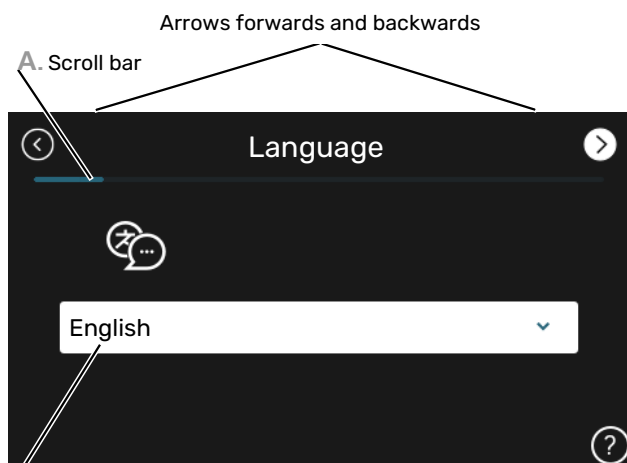 Arrows forwards and backwards
A. Scroll bar
Language
English
?